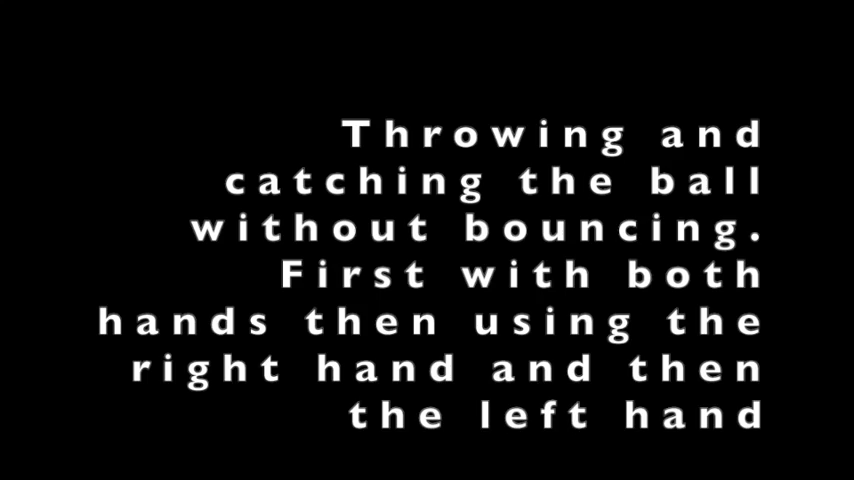 Throwing and
catching the ball
without bouncing.
First with both
hands then using the
right hand and then
the left hand